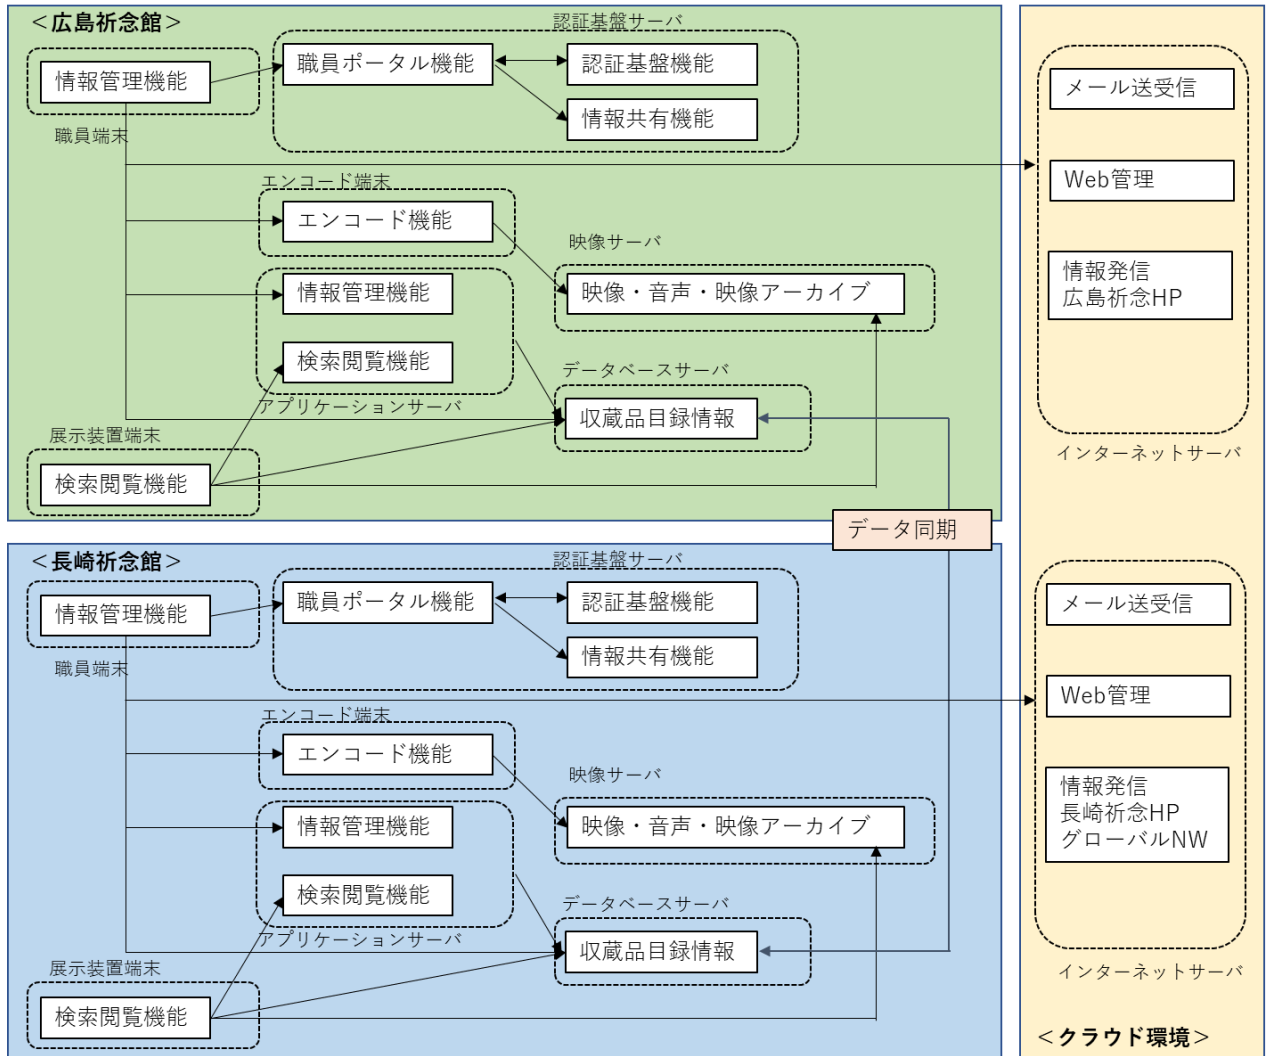 ＜広島祈念館＞
認証基盤サーバ
情報管理機能
職員ポータル機能
認証基盤機能
情報共有機能
職員端末
エンコード端末
エンコード機能
映像サーバ
情報管理機能
映像・音声・映像アーカイブ
検索閲覧機能
データベースサーバ
アプリケーションサーバ
収蔵品目録情報
展示装置端末
検索閲覧機能
データ同期
＜長崎祈念館＞
認証基盤サーバ
情報管理機能
職員ポータル機能
認証基盤機能
情報共有機能
職員端末
エンコード端末
エンコード機能
映像サーバ
情報管理機能
映像・音声・映像アーカイブ
検索閲覧機能
データベースサーバ
アプリケーションサーバ
収蔵品目録情報
展示装置端末
検索閲覧機能
メール送受信
Web管理
情報発信
広島祈念HP
インターネットサーバ
メール送受信
Web管理
情報発信
長崎祈念HP
グローバルNW
インターネットサーバ
＜クラウド環境＞